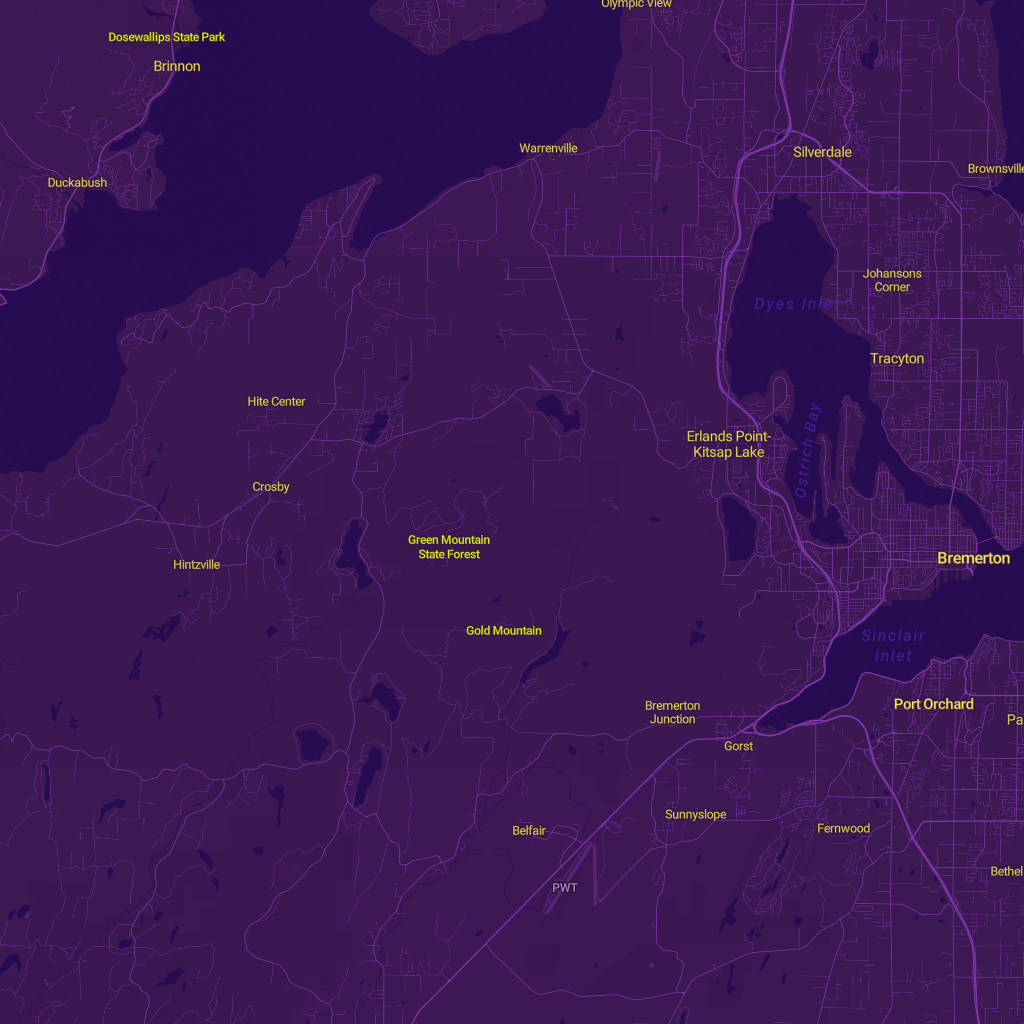 Olympic View
Dosewallips State Park
Brinnon
Warrenville
Silverdale
Brownsville
Duckabush
Johansons
Corner
Dyes Inlet
Tracyton
Hite Center
Erlands Point-
Kitsap Lake
Ostrich Bay
Crosby
Green Mountain
State Forest
Hintzville
Bremerton
Gold Mountain
Sinclair
Inlet
Bremerton
Junction
Port Orchard
Pa
Gorst
Sunnyslope
Belfair
Fernwood
Bethel
PWT